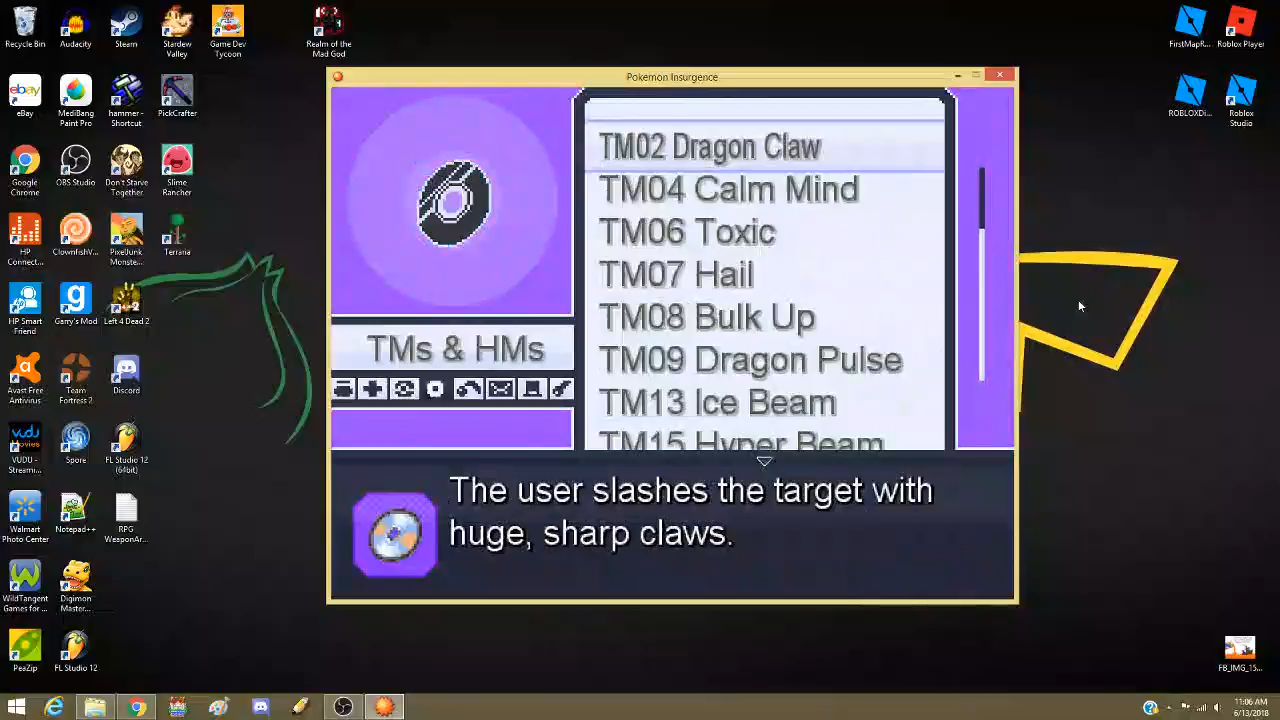 Recycle Bin
Audacity
Steam
Stardew
Valley
Game Dev
Tycoon
Realm of the
Mad God
FirstMapR...
Roblox Player
eBay
MediBang
Paint Pro
hammer -
Shortcut
PickCrafter
ROBLOXDi...
Roblox
Studio
Google
Chrome
OBS Studio
Don't Starve
Together
Slime
Rancher
HP
Connect...
ClownfishV...
PixelJunk
Monste...
Terraria
HP Smart
Friend
Garry's Mod
Left 4 Dead 2
Avast Free
Antivirus
Team
Fortress 2
Discord
VUDU -
Stream...
Spore
FL Studio 12
(64bit)
Walmart
Photo Center
Notepad++
RPG
WeaponAr...
WildTangent
Games for ...
Digimon
Master...
PeaZip
FL Studio 12
FB_IMG_15...
Pokemon Insurgence
TM02 Dragon Claw
TM04 Calm Mind
TM06 Toxic
TM07 Hail
TM08 Bulk Up
TM09 Dragon Pulse
TM13 Ice Beam
TM15 Hyper Beam
TMs & HMs
The user slashes the target with
huge, sharp claws.
11:06 AM
6/13/2018